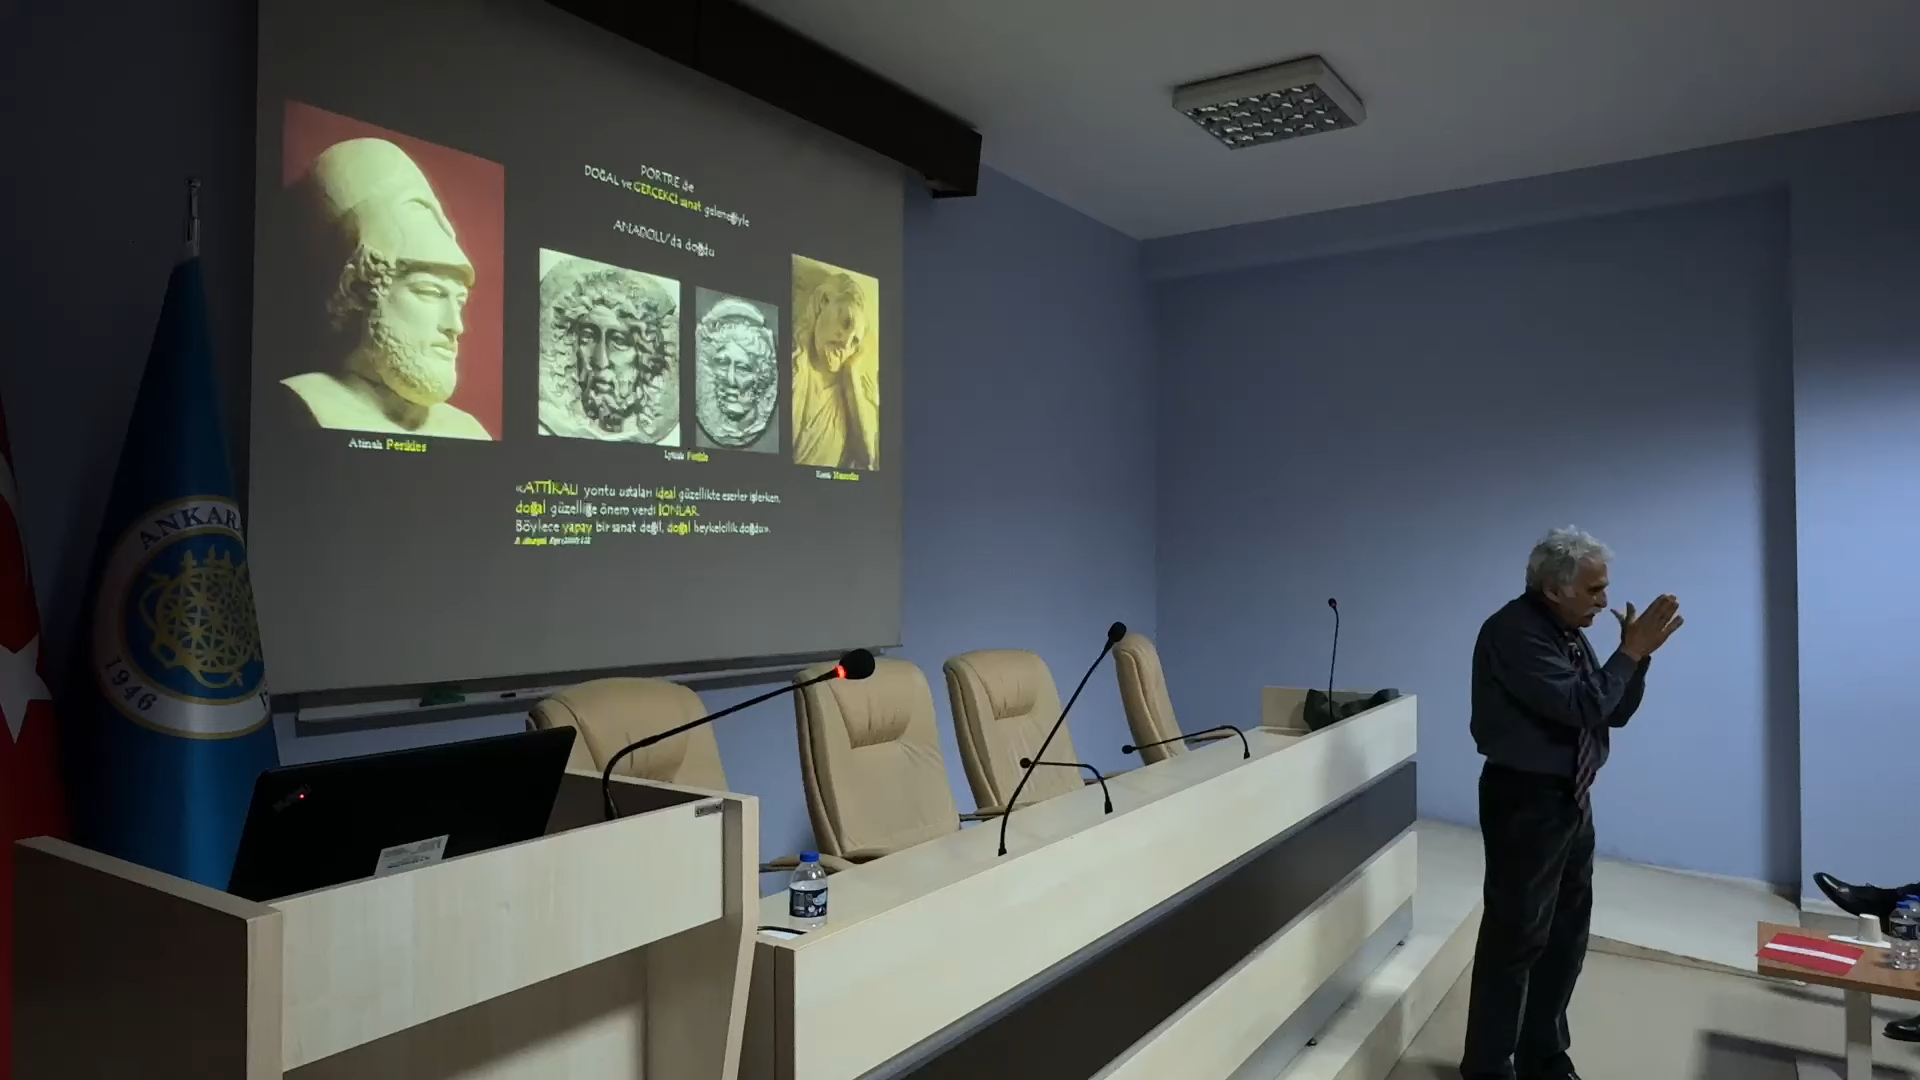 PORTRE de
DOĞAL ve GERÇEKÇİ sanat geleneğiyle
ANADOLU'da doğdu
Atinalı Perikles
«ATTİKALI yontu ustaları ideal güzellikte eserler işlerken,
doğal güzelliğe önem verdi İONLAR.
Böylece yapay bir sanat değil, doğal heykelcilik doğdu».
ANKARA
1946